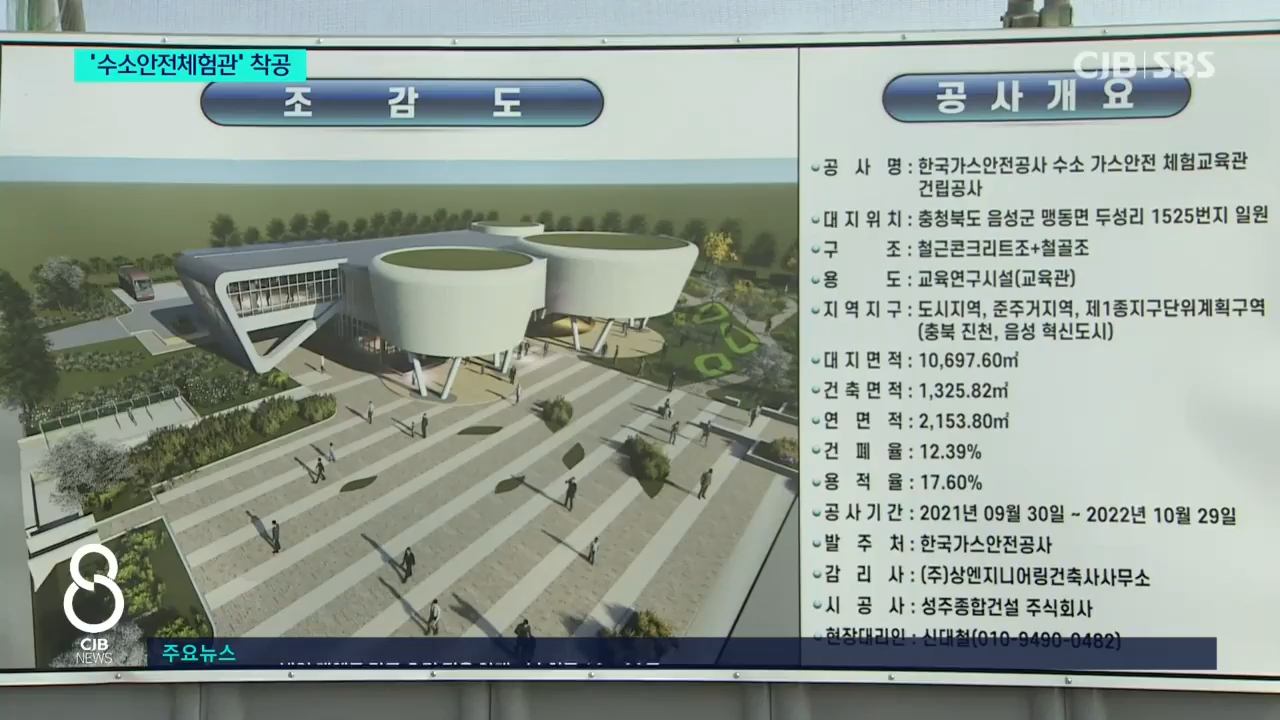 '수소안전체험관' 착공
CJB SBS
조 감 도
공 사 개 요
공 사 명 : 한국가스안전공사 수소 가스안전 체험교육관
건립공사
대 지 위 치 : 충청북도 음성군 맹동면 두성리 1525번지 일원
구 조 : 철근콘크리트조+철골조
용 도 : 교육연구시설(교육관)
지 역 지 구 : 도시지역, 준주거지역, 제1종지구단위계획구역
(충북 진천, 음성 혁신도시)
대 지 면 적 : 10,697.60㎡
건 축 면 적 : 1,325.82㎡
연 면 적 : 2,153.80㎡
건 폐 율 : 12.39%
용 적 율 : 17.60%
공 사 기 간 : 2021년 09월 30일 ~ 2022년 10월 29일
발 주 처 : 한국가스안전공사
감 리 사 : (주)상엔지니어링건축사사무소
시 공 사 : 성주종합건설 주식회사
현장대리인 : 신대철(010-9490-0482)
8
CJB
NEWS
주요뉴스